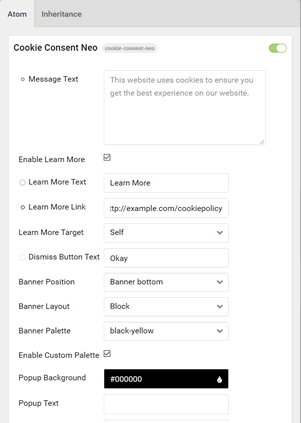 Atom
Inheritance
Cookie Consent Neo cookie-consent-neo
Message Text
This website uses cookies to ensure you
get the best experience on our website.
Enable Learn More
Learn More Text
Learn More
Learn More Link
:tp://example.com/cookiepolicy
Learn More Target
Self
Dismiss Button Text
Okay
Banner Position
Banner bottom
Banner Layout
Block
Banner Palette
black-yellow
Enable Custom Palette
Popup Background
#000000
Popup Text